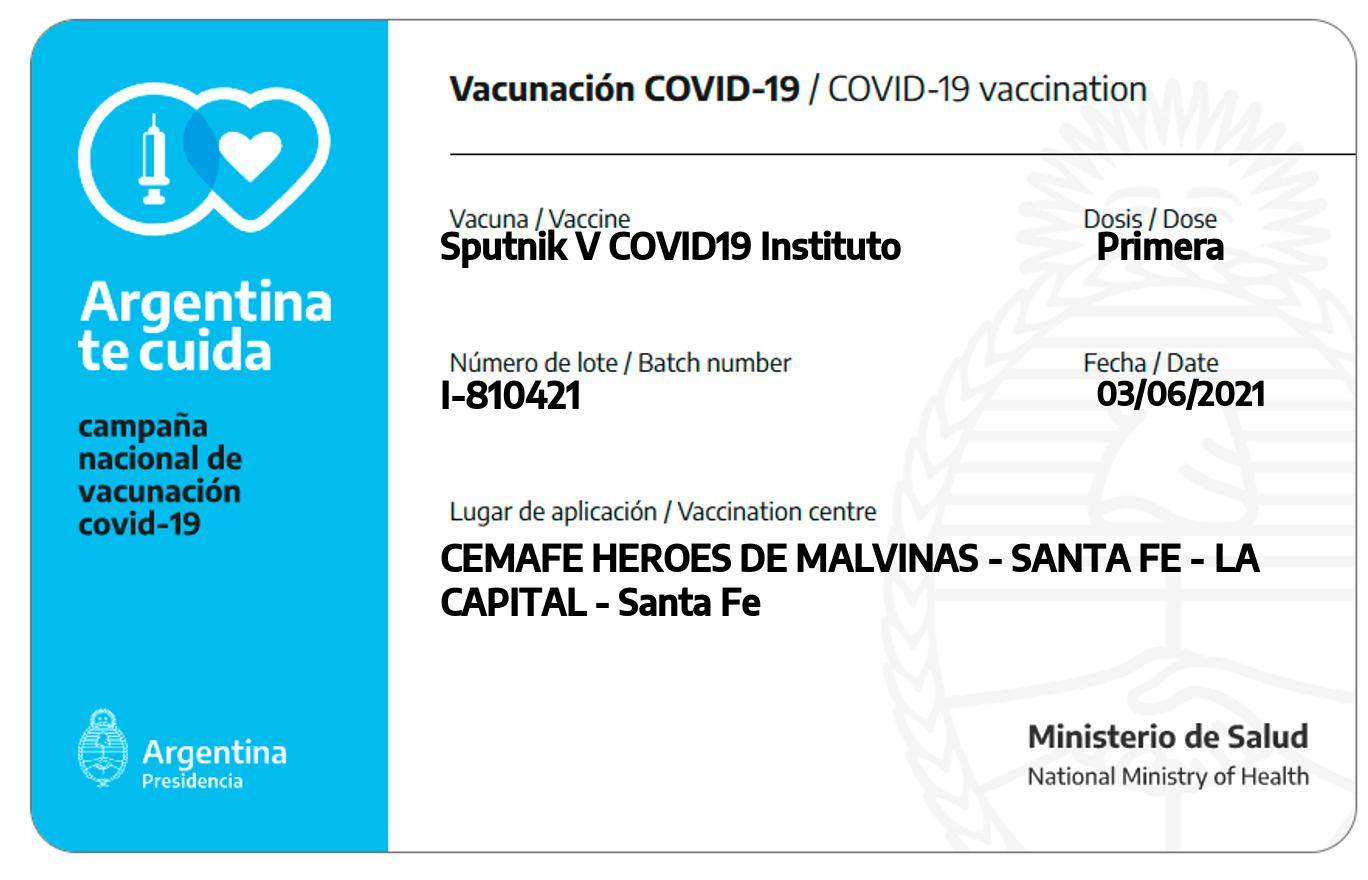 Vacunación COVID-19 / COVID-19 vaccination
Vacuna / Vaccine
Sputnik V COVID19 Instituto
Dosis / Dose
Primera
Número de lote / Batch number
I-810421
Fecha / Date
03/06/2021
Lugar de aplicación / Vaccination centre
CEMAFE HEROES DE MALVINAS - SANTA FE - LA
CAPITAL - Santa Fe
Argentina
te cuida
campaña
nacional de
vacunación
covid-19
Argentina
Presidencia
Ministerio de Salud
National Ministry of Health